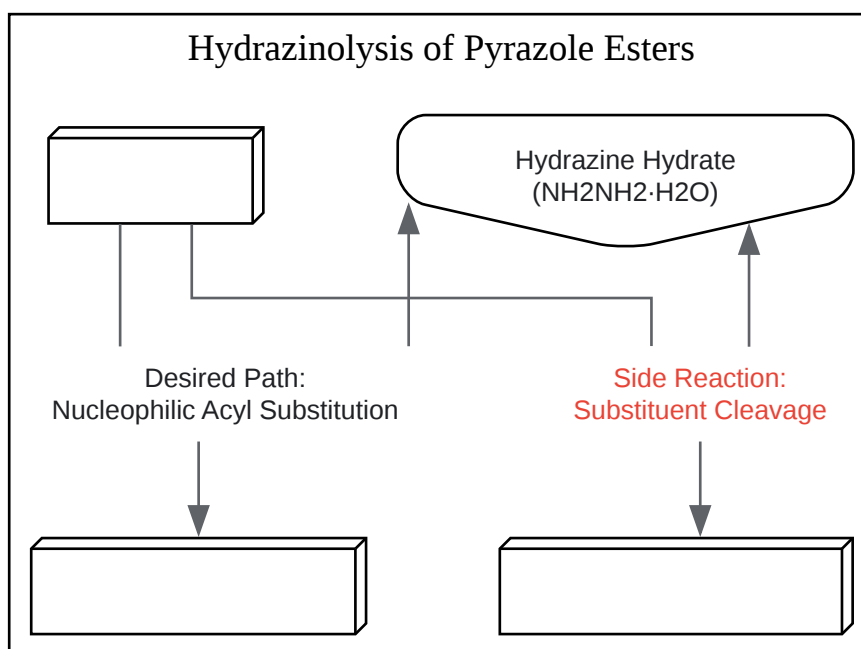 Hydrazinolysis of Pyrazole Esters
Hydrazine Hydrate
(NH2NH2·H2O)
Desired Path:
Nucleophilic Acyl Substitution
Side Reaction:
Substituent Cleavage